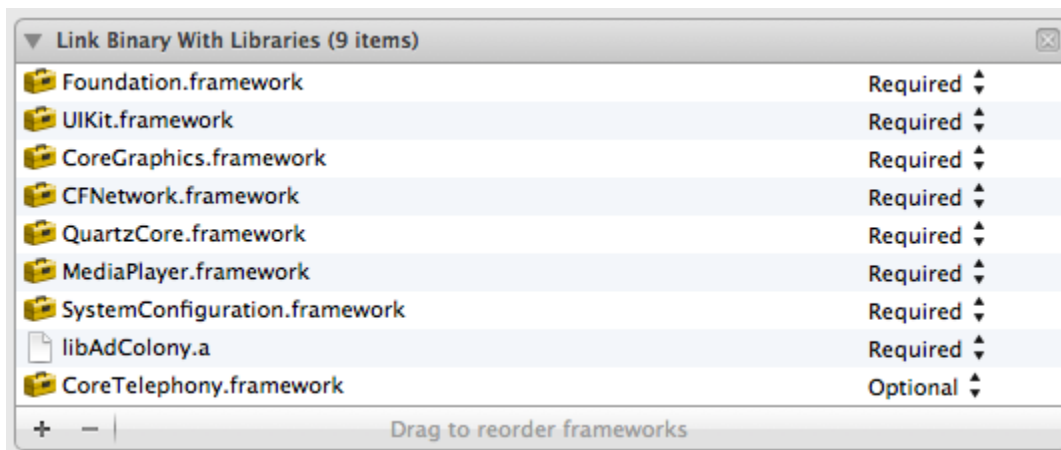 Link Binary With Libraries (9 items)
Foundation.framework Required
UIKit.framework Required
CoreGraphics.framework Required
CFNetwork.framework Required
QuartzCore.framework Required
MediaPlayer.framework Required
SystemConfiguration.framework Required
libAdColony.a Required
CoreTelephony.framework Optional
+ − Drag to reorder frameworks